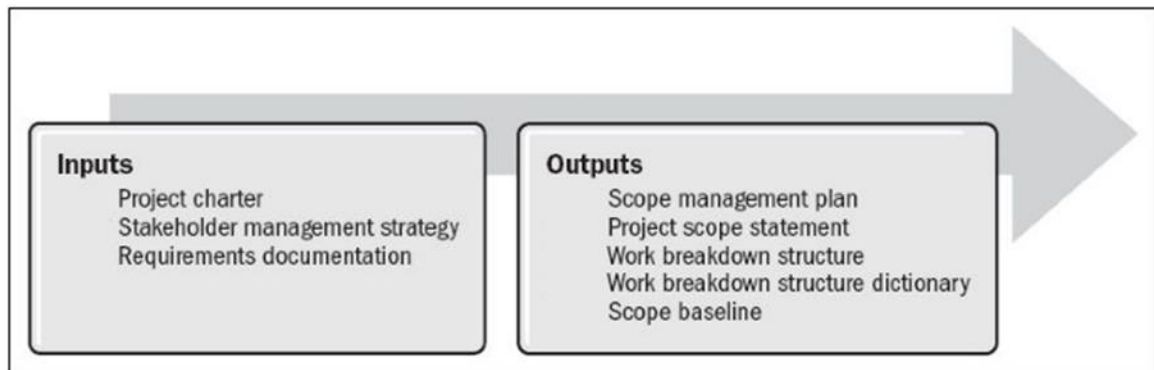 Inputs
Project charter
Stakeholder management strategy
Requirements documentation
Outputs
Scope management plan
Project scope statement
Work breakdown structure
Work breakdown structure dictionary
Scope baseline